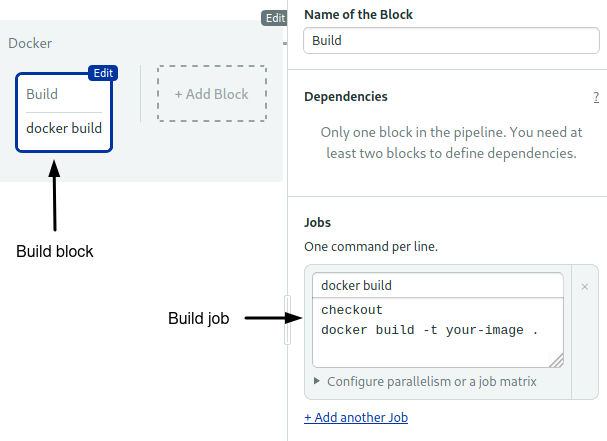 Edit
Docker
Edit
Build
docker build
+ Add Block
Build block
Build job
Name of the Block
Build
Dependencies
?
Only one block in the pipeline. You need at
least two blocks to define dependencies.
Jobs
One command per line.
docker build
×
checkout
docker build -t your-image .
Configure parallelism or a job matrix
+ Add another Job